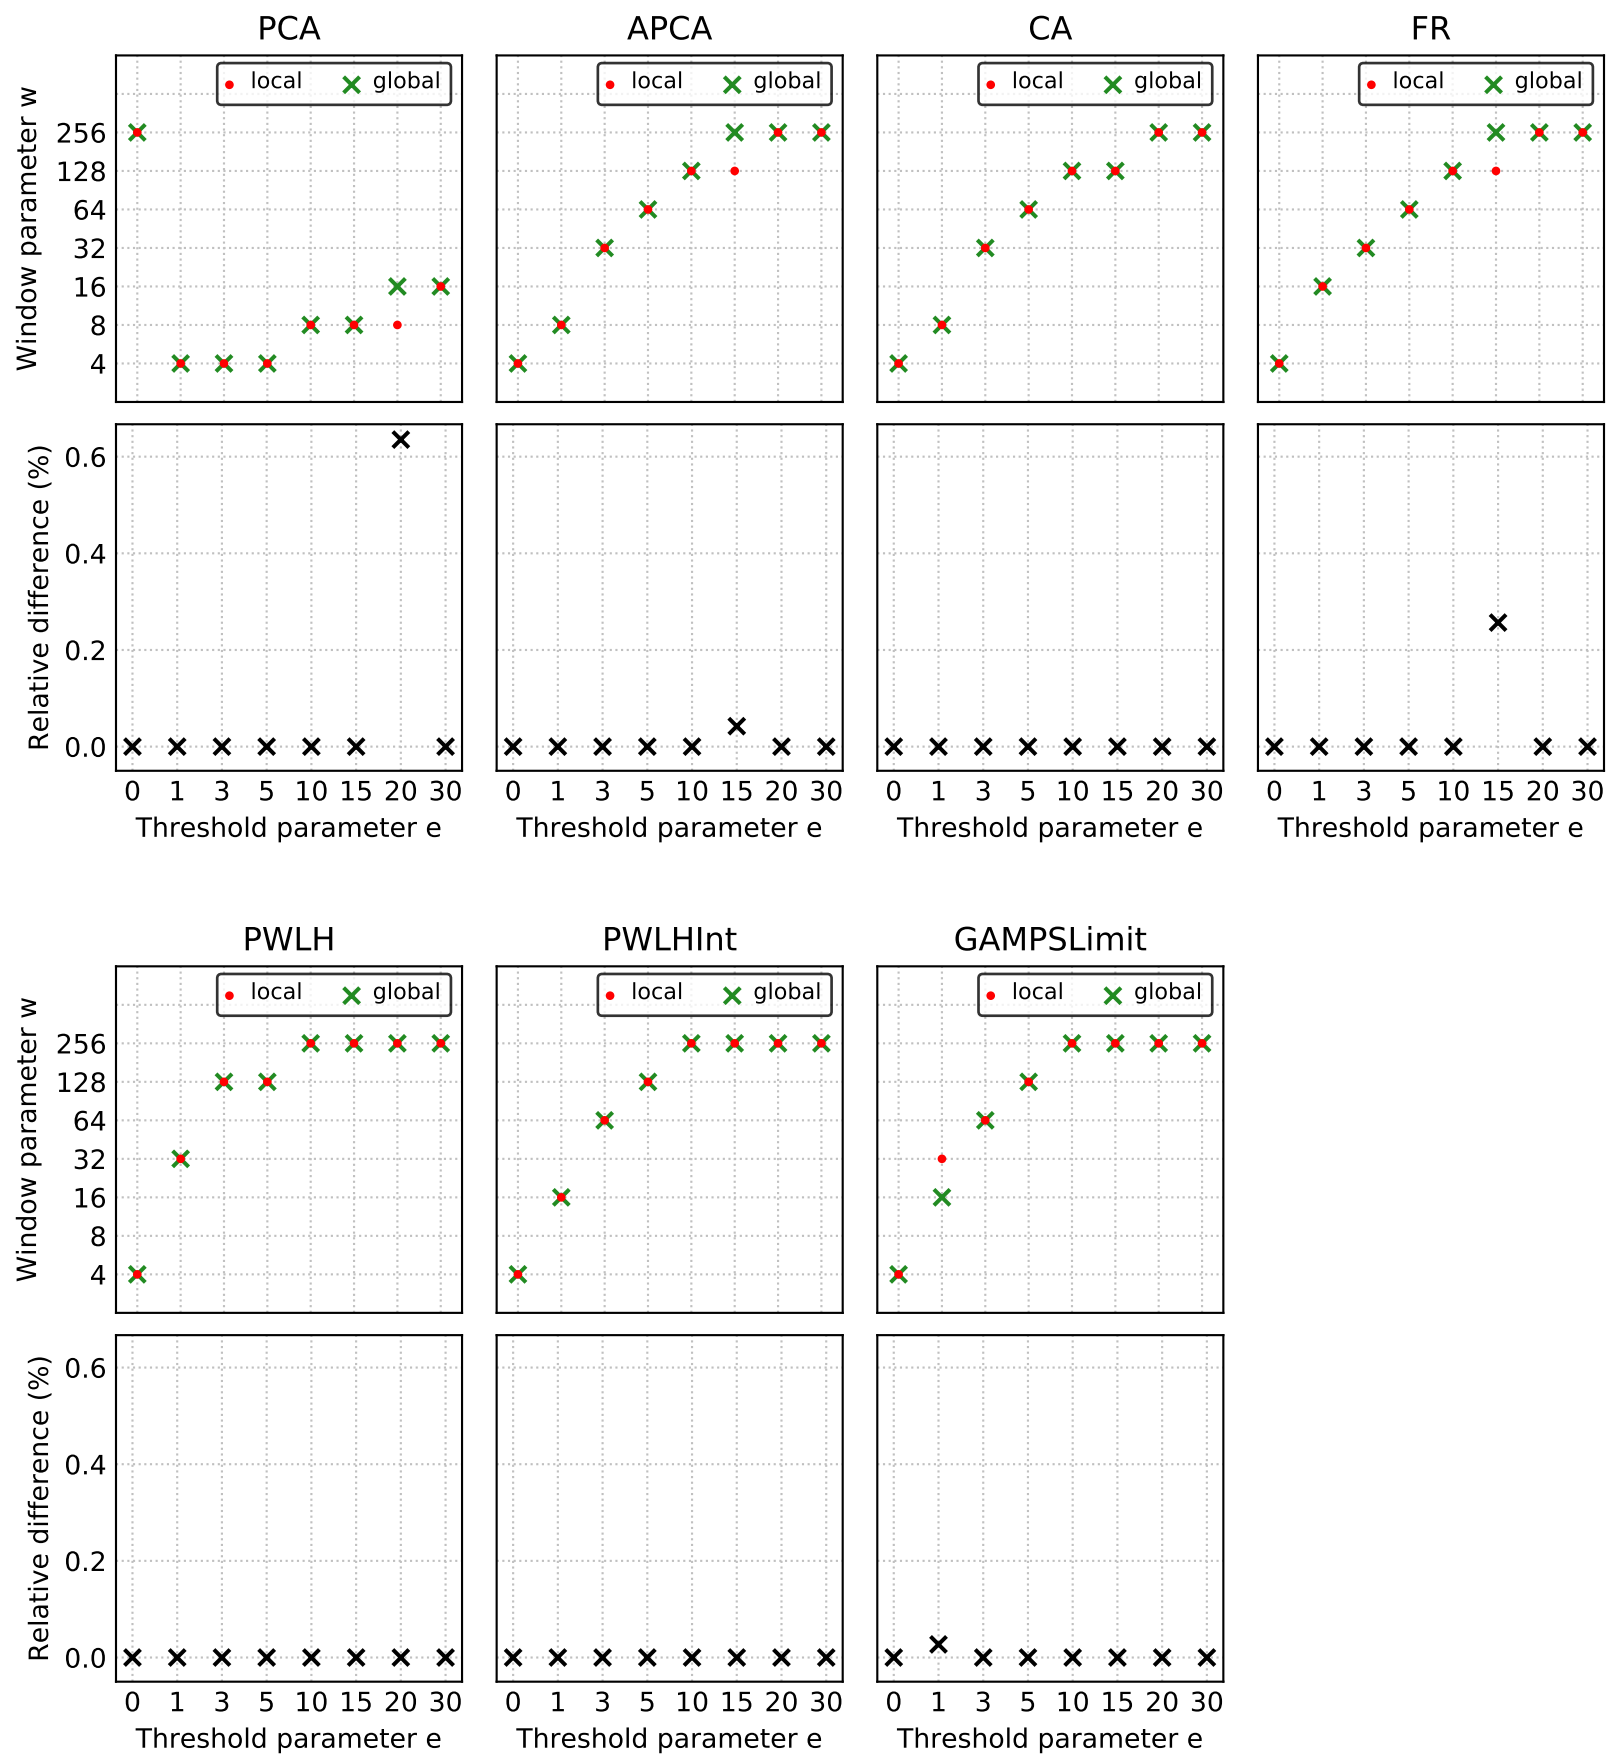 PCA APCA CA FR
local global local global local global local global
Window parameter w
256
128
64
32
16
8
4
Relative difference (%)
0.6
0.4
0.2
0.0
0 1 3 5 10 15 20 30 0 1 3 5 10 15 20 30 0 1 3 5 10 15 20 30 0 1 3 5 10 15 20 30
Threshold parameter e Threshold parameter e Threshold parameter e Threshold parameter e
PWLH PWLHInt GAMPSLimit
local global local global local global
Window parameter w
256
128
64
32
16
8
4
Relative difference (%)
0.6
0.4
0.2
0.0
0 1 3 5 10 15 20 30 0 1 3 5 10 15 20 30 0 1 3 5 10 15 20 30
Threshold parameter e Threshold parameter e Threshold parameter e